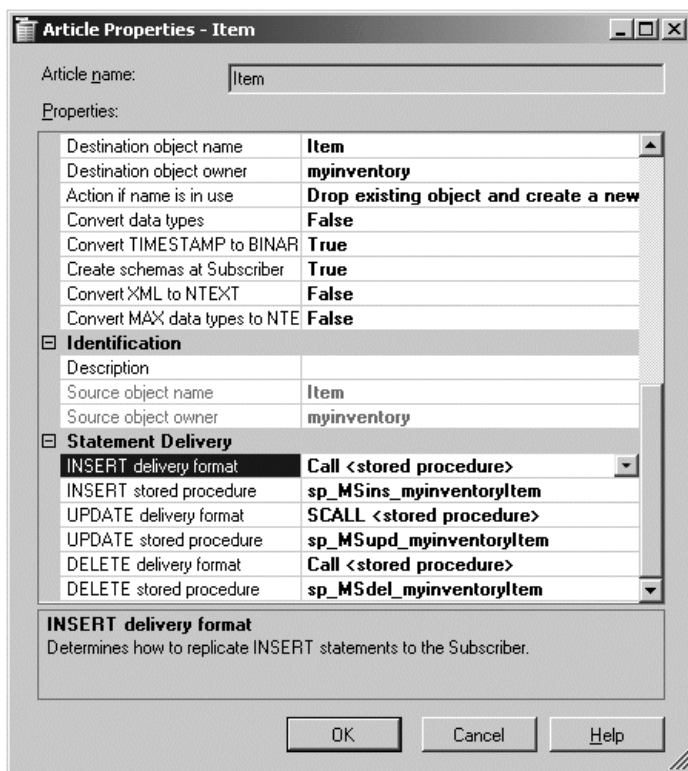 Article Properties - Item
Article name: Item
Properties:
Destination object name Item
Destination object owner myinventory
Action if name is in use Drop existing object and create a new
Convert data types False
Convert TIMESTAMP to BINAR True
Create schemas at Subscriber True
Convert XML to NTEXT False
Convert MAX data types to NTE False
Identification
Description
Source object name Item
Source object owner myinventory
Statement Delivery
INSERT delivery format Call <stored procedure>
INSERT stored procedure sp_MSins_myinventoryItem
UPDATE delivery format SCALL <stored procedure>
UPDATE stored procedure sp_MSupd_myinventoryItem
DELETE delivery format Call <stored procedure>
DELETE stored procedure sp_MSdel_myinventoryItem
INSERT delivery format
Determines how to replicate INSERT statements to the Subscriber.
OK Cancel Help